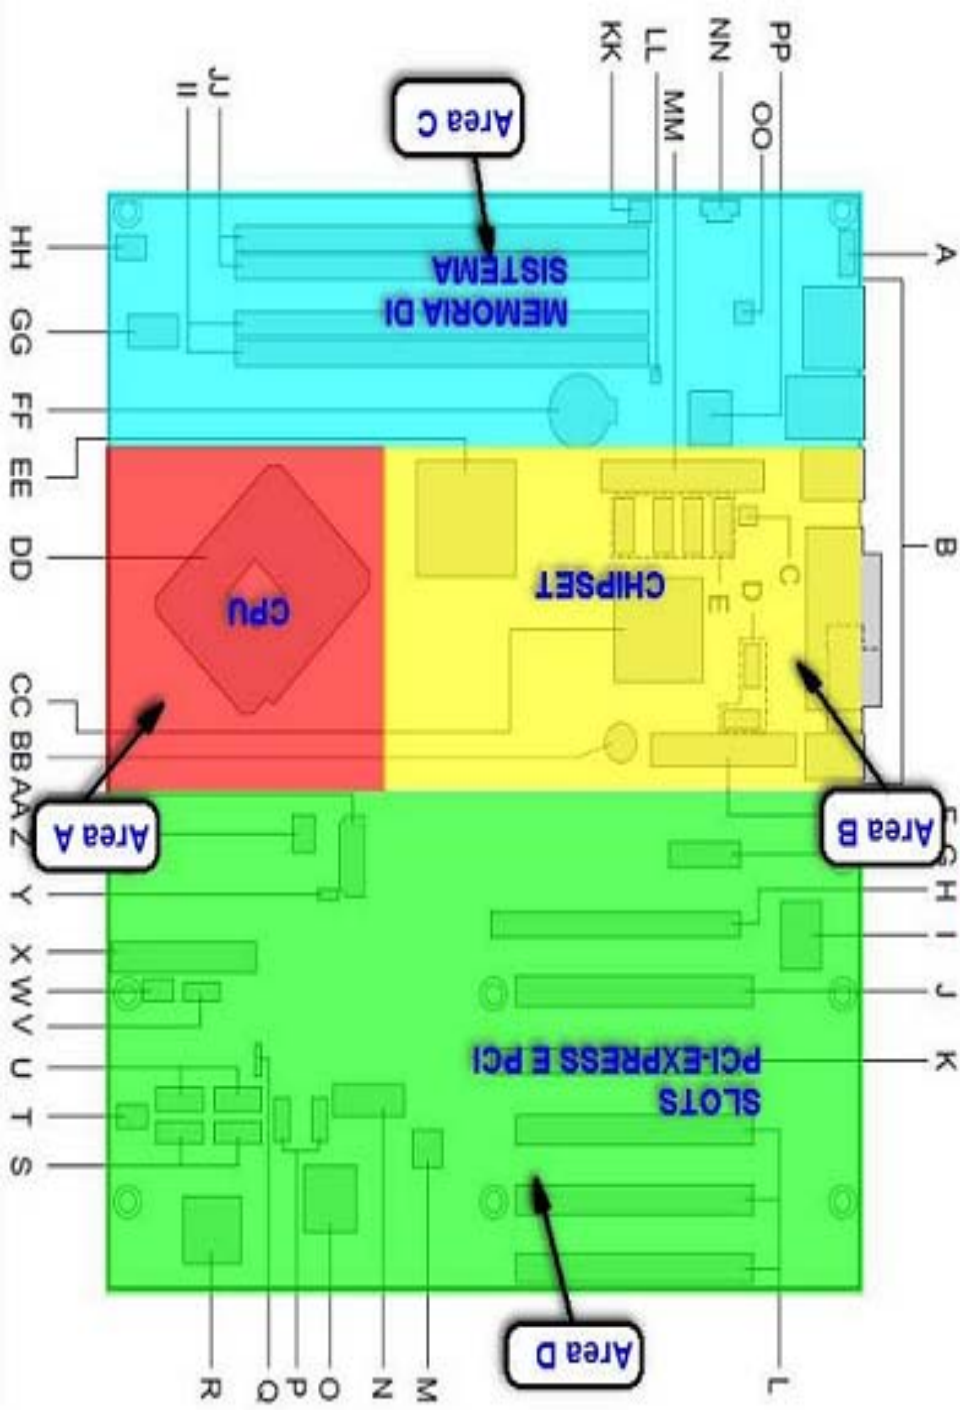 KK
LL
MM
NN
OO
PP
II
JJ
Area C
HH
GG
FF
EE
DD
CC
BB
AA
Z
Y
X
W
V
U
T
S
A
B
MEMORIA DI
SISTEMA
CPU
CHIPSET
C
D
E
Area A
Area B
F
G
H
I
J
K
SLOTS
PCI-EXPRESS E PCI
Area D
R
Q
P
O
N
M
L